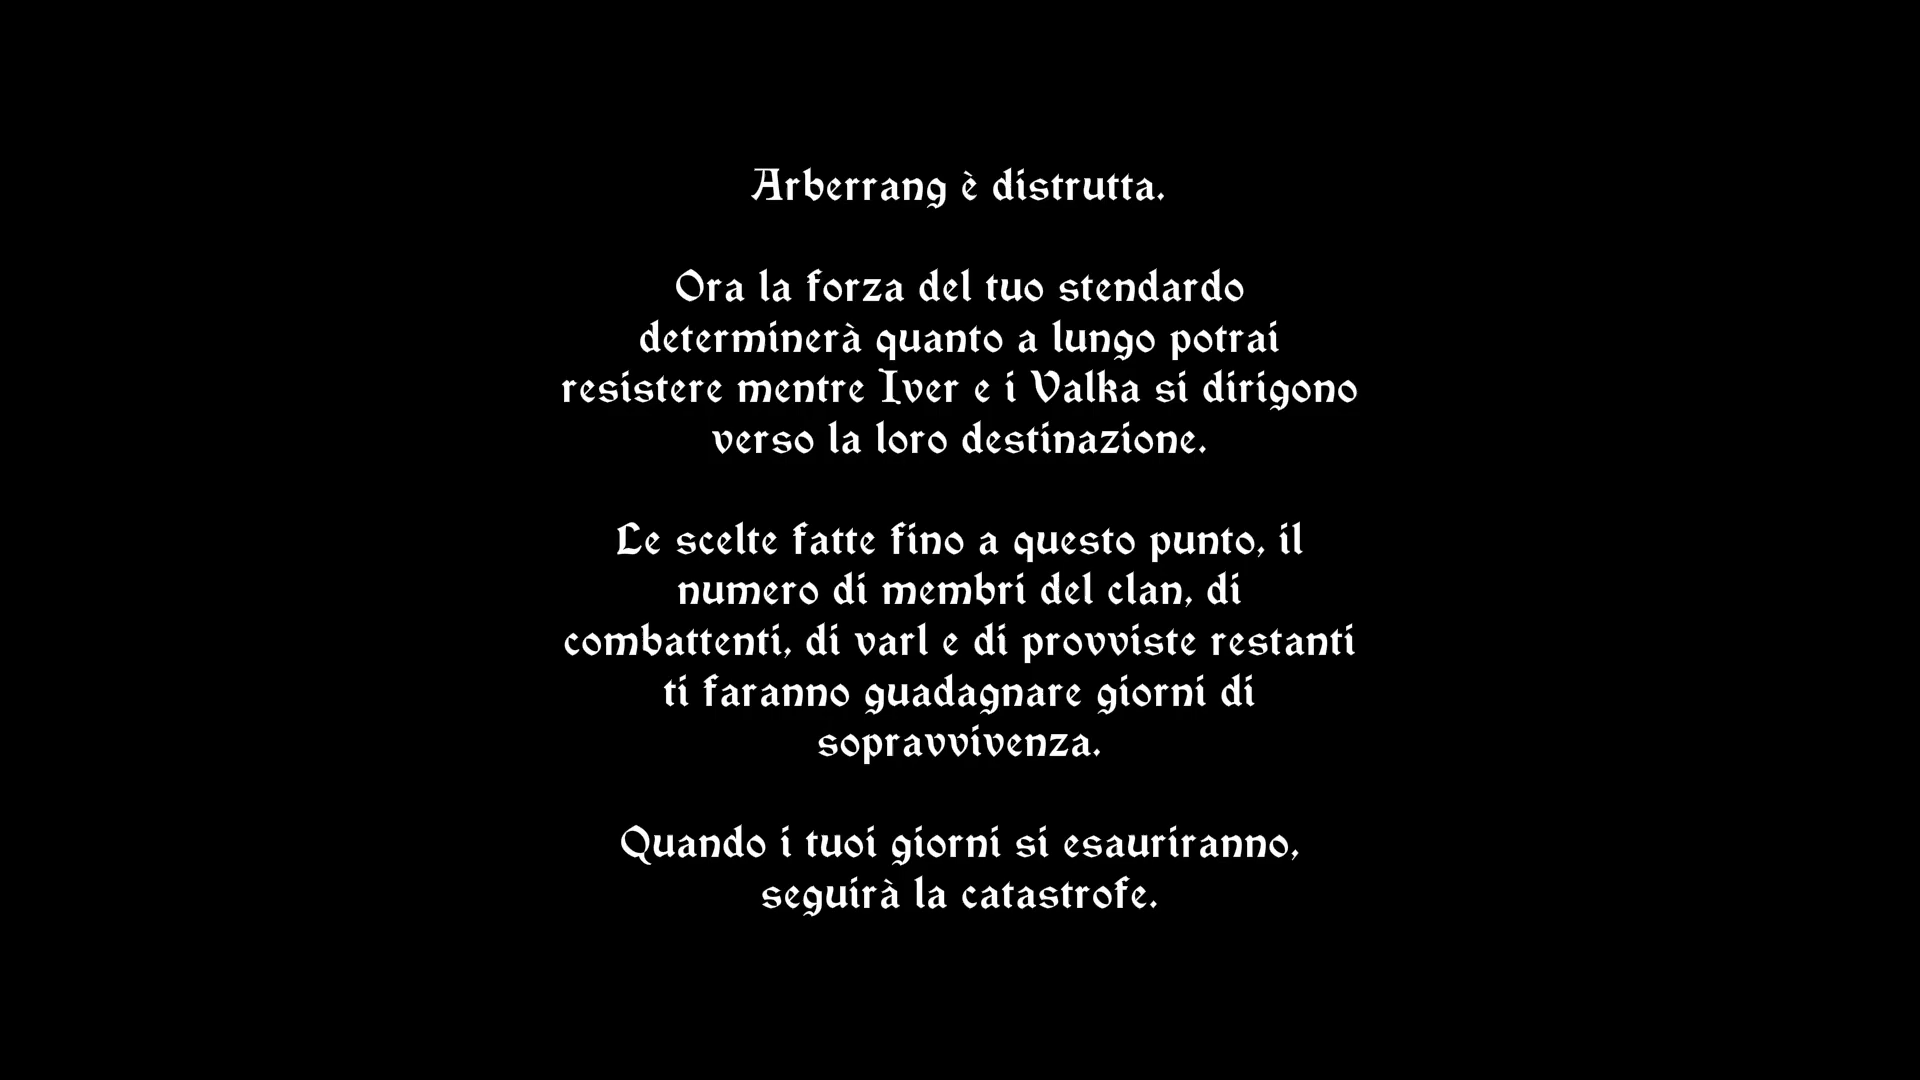 Arberrang è distrutta.
Ora la forza del tuo stendardo
determinerà quanto a lungo potrai
resistere mentre Iver e i Valka si dirigono
verso la loro destinazione.
Le scelte fatte fino a questo punto, il
numero di membri del clan, di
combattenti, di varl e di provviste restanti
ti faranno guadagnare giorni di
sopravvivenza.
Quando i tuoi giorni si esauriranno,
seguirà la catastrofe.